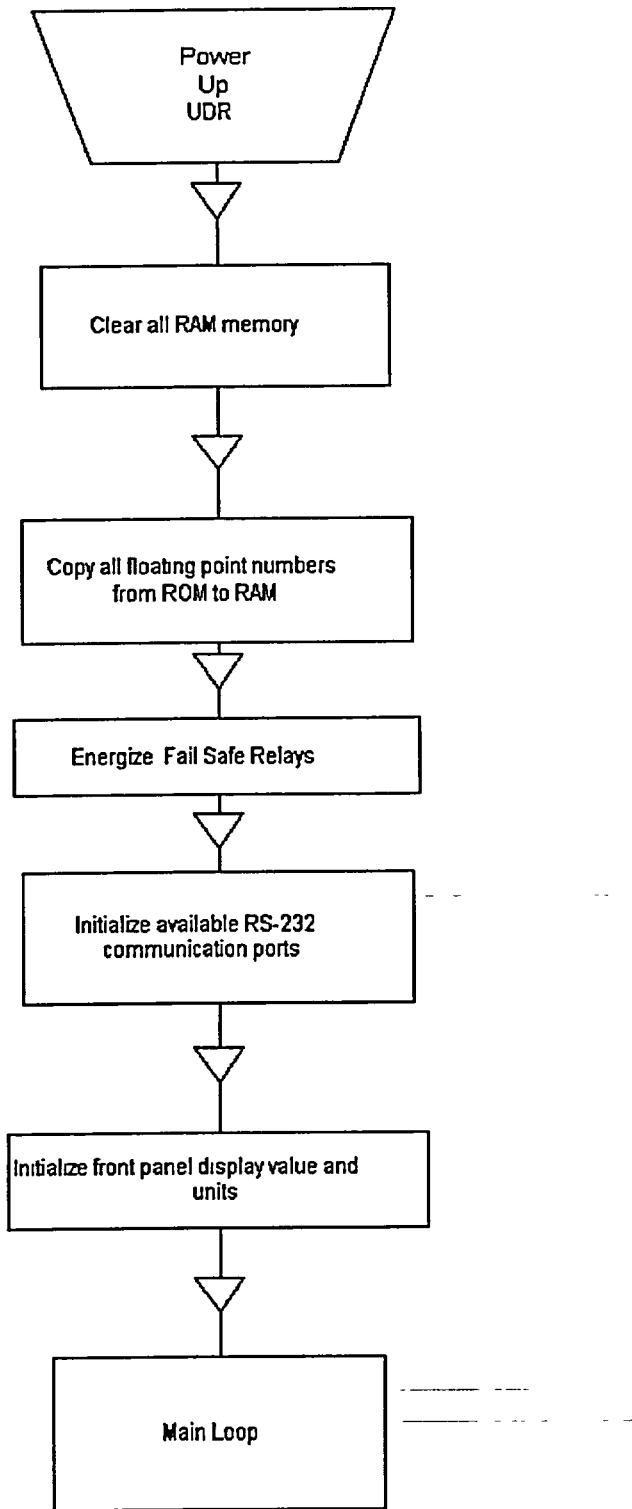 Power
Up
UDR
Clear all RAM memory
Copy all floating point numbers
from ROM to RAM
Energize Fail Safe Relays
Initialize available RS-232
communication ports
Initialize front panel display value and
units
Main Loop